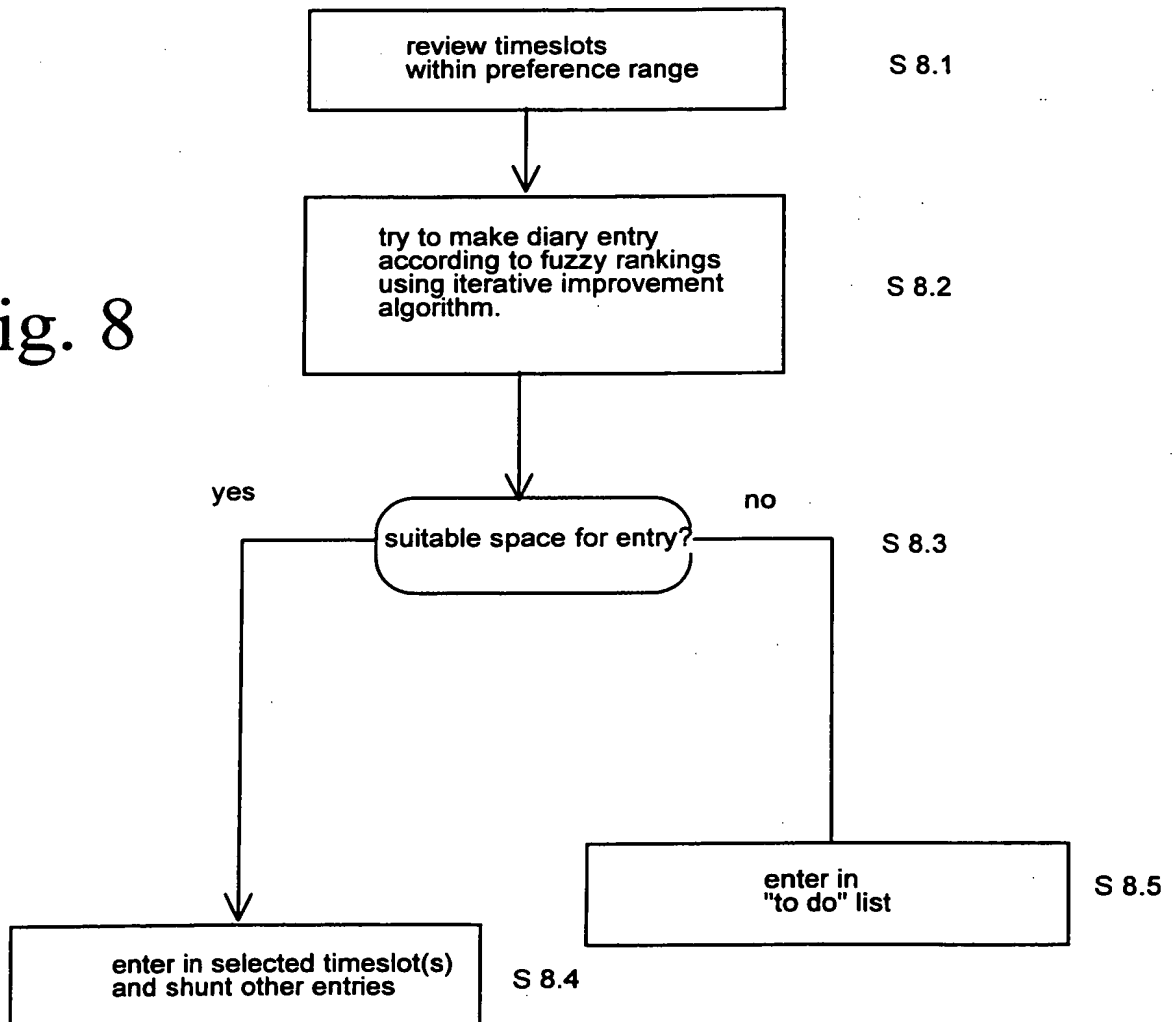 review timeslots
within preference range
S 8.1
try to make diary entry
according to fuzzy rankings
using iterative improvement
algorithm.
S 8.2
ig. 8
yes
no
suitable space for entry?
S 8.3
enter in
"to do" list
S 8.5
enter in selected timeslot(s)
and shunt other entries
S 8.4